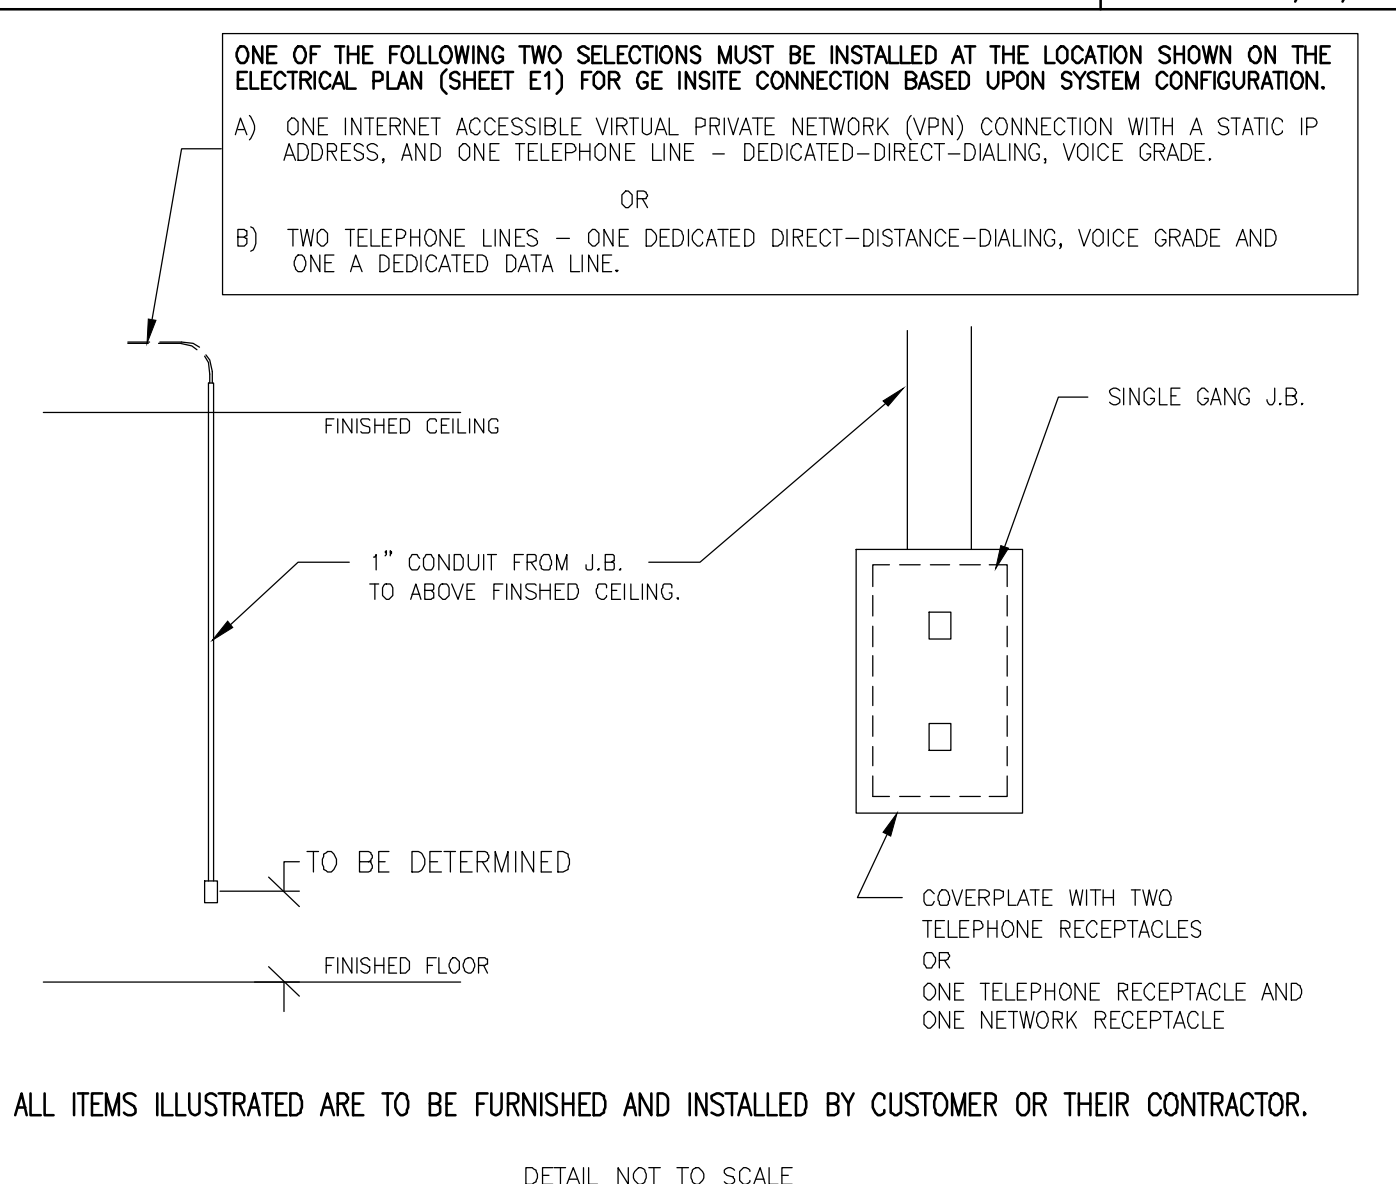 ONE OF THE FOLLOWING TWO SELECTIONS MUST BE INSTALLED AT THE LOCATION SHOWN ON THE
ELECTRICAL PLAN (SHEET E1) FOR GE INSITE CONNECTION BASED UPON SYSTEM CONFIGURATION.
A) ONE INTERNET ACCESSIBLE VIRTUAL PRIVATE NETWORK (VPN) CONNECTION WITH A STATIC IP
ADDRESS, AND ONE TELEPHONE LINE – DEDICATED–DIRECT–DIALING, VOICE GRADE.
OR
B) TWO TELEPHONE LINES – ONE DEDICATED DIRECT–DISTANCE–DIALING, VOICE GRADE AND
ONE A DEDICATED DATA LINE.
FINISHED CEILING
SINGLE GANG J.B.
1" CONDUIT FROM J.B.
TO ABOVE FINSHED CEILING.
TO BE DETERMINED
FINISHED FLOOR
COVERPLATE WITH TWO
TELEPHONE RECEPTACLES
OR
ONE TELEPHONE RECEPTACLE AND
ONE NETWORK RECEPTACLE
ALL ITEMS ILLUSTRATED ARE TO BE FURNISHED AND INSTALLED BY CUSTOMER OR THEIR CONTRACTOR.
DETAIL NOT TO SCALE